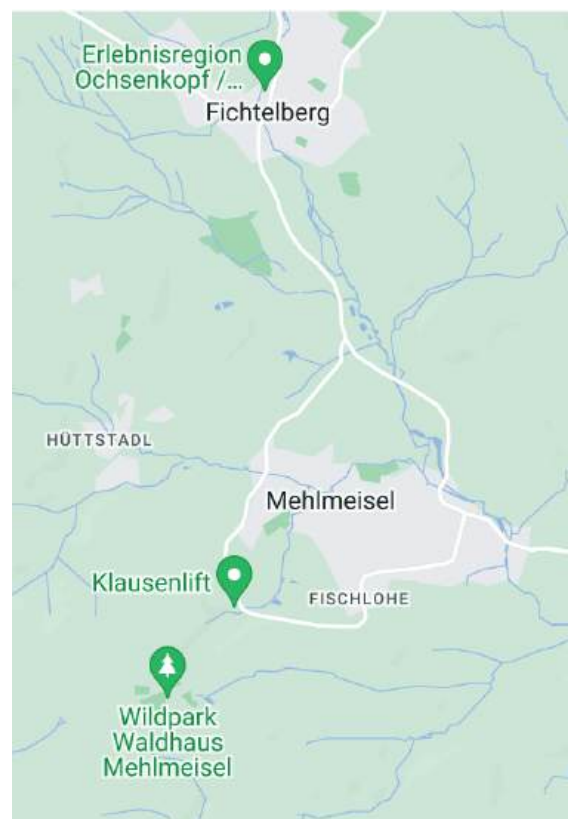 Erlebnisregion
Ochsenkopf /...
Fichtelberg
HÜTTSTADL
Mehlmeisel
Klausenlift
FISCHLOHE
Wildpark
Waldhaus
Mehlmeisel